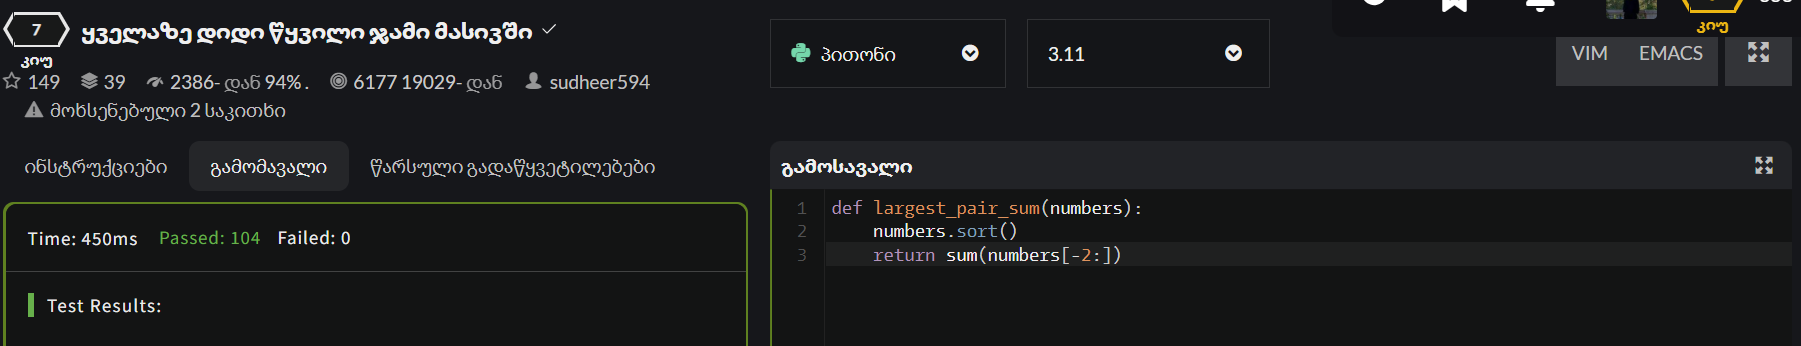 7
კიუ
ყველაზე დიდი წყვილი ჯამი მასივში
149 39 2386- დან 94% . 6177 19029- დან sudheer594
მოხსენებული 2 საკითხი
ინსტრუქციები გამომავალი წარსული გადაწყვეტილებები
Time: 450ms Passed: 104 Failed: 0
Test Results:
პითონი 3.11
კიუ
VIM EMACS
გამოსავალი
1 def largest_pair_sum(numbers):
2 numbers.sort()
3 return sum(numbers[-2:])